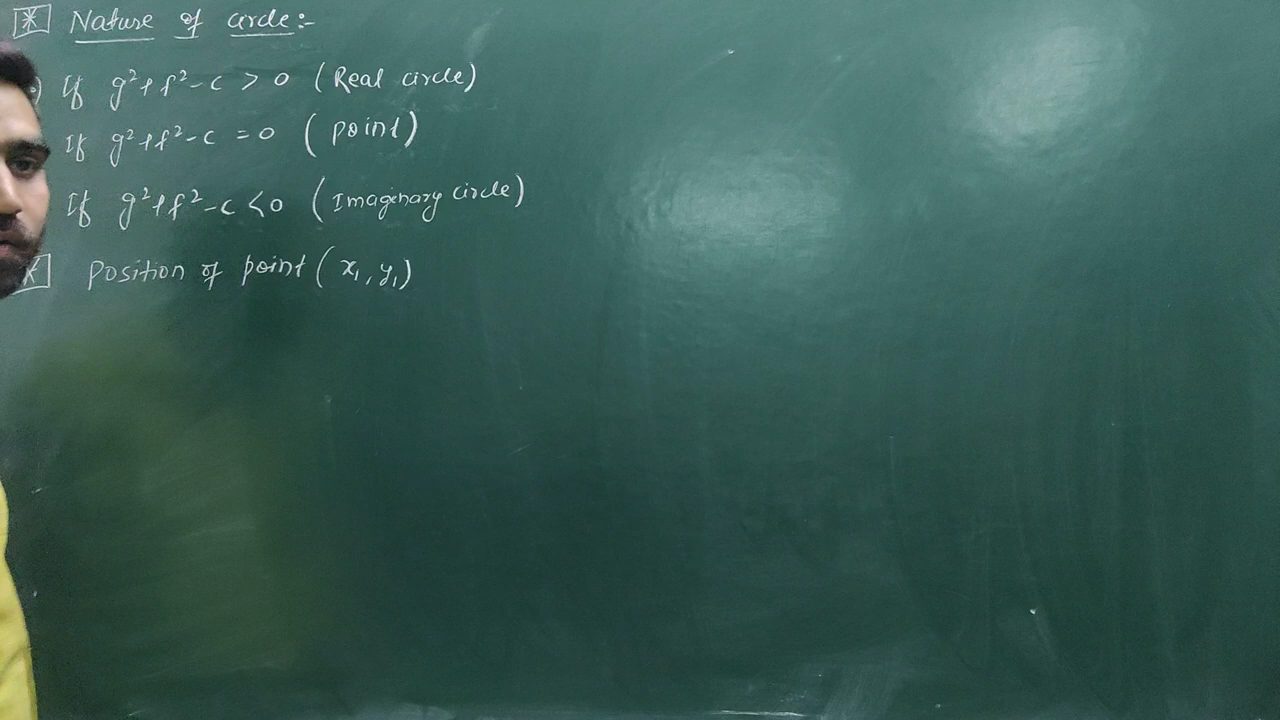 * Nature of circle:-
) If g²+f²-c > 0 (Real circle)
If g²+f²-c = 0 (point)
If g²+f²-c < 0 (Imaginary circle)
* Position of point (x₁, y₁)